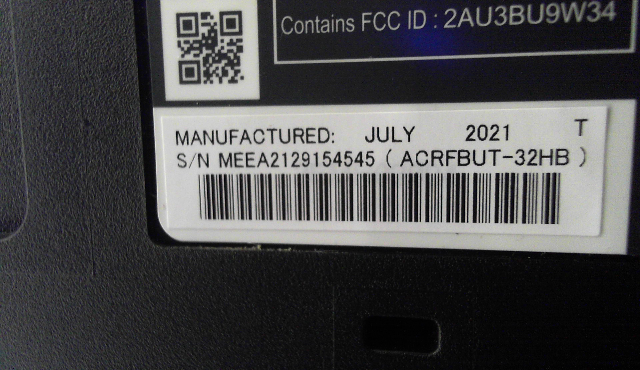 Contains FCC ID : 2AU3BU9W34
MANUFACTURED: JULY 2021 T
S/N MEEA2129154545 ( ACRFBUT-32HB )